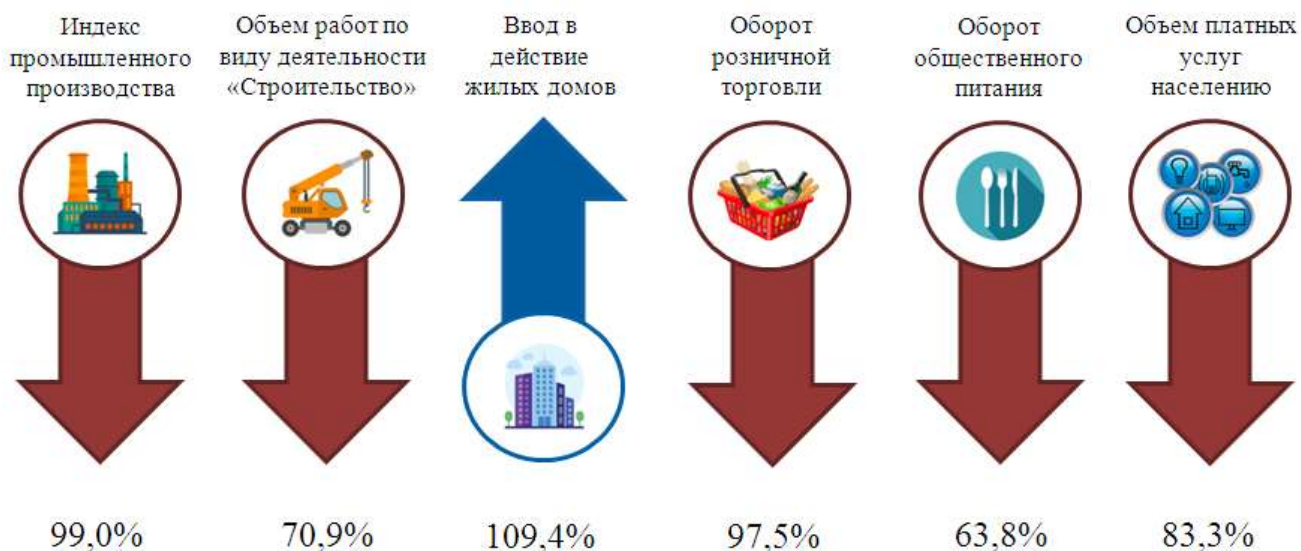 Индекс
промышленного
производства
Объем работ по
виду деятельности
«Строительство»
Ввод в
действие
жилых домов
Оборот
розничной
торговли
Оборот
общественного
питания
Объем платных
услуг
населению
99,0%
70,9%
109,4%
97,5%
63,8%
83,3%